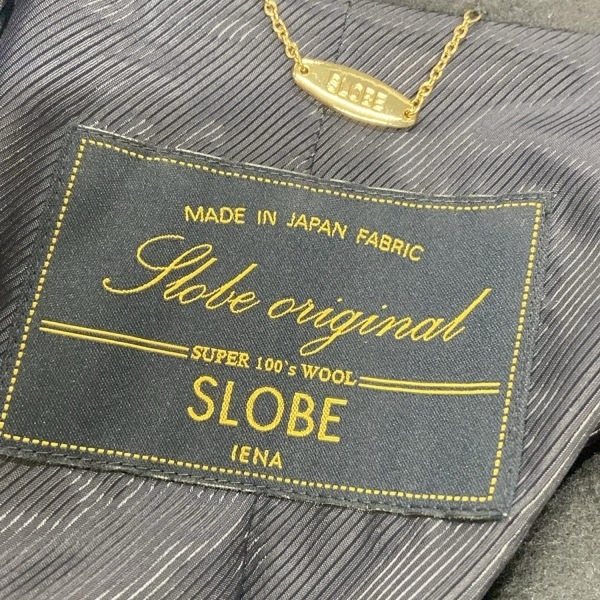 SLOBE
MADE IN JAPAN FABRIC
Slobe original
SUPER 100's WOOL
SLOBE
IENA